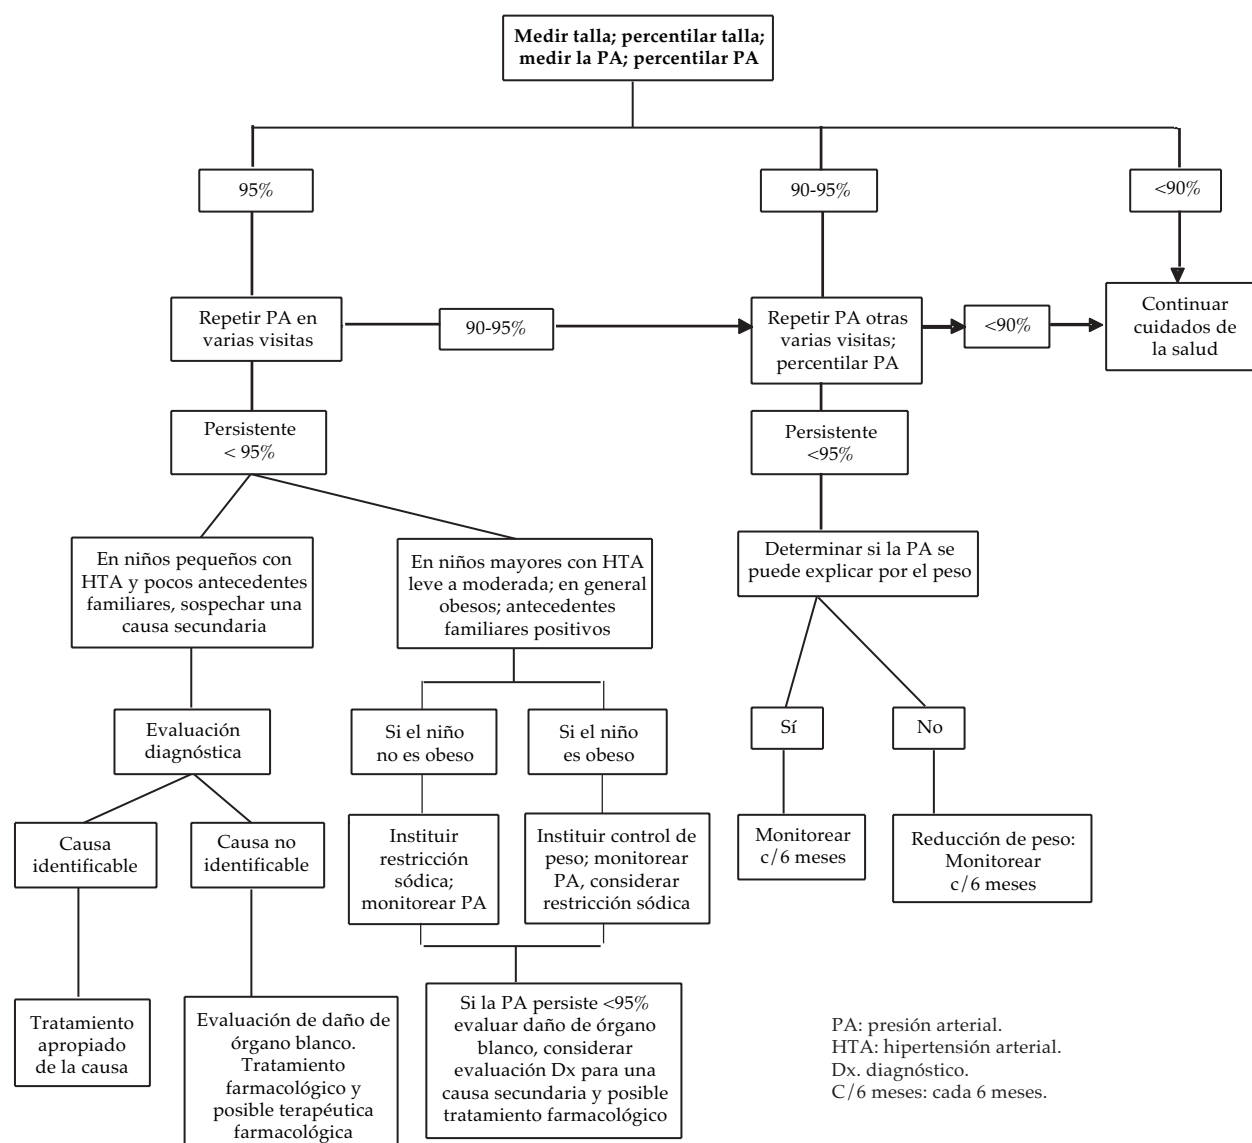 Medir talla; percentilar talla;
medir la PA; percentilar PA
95%
90-95%
<90%
Repetir PA en
varias visitas
90-95%
Repetir PA otras
varias visitas;
percentilar PA
<90%
Continuar
cuidados de
la salud
Persistente
< 95%
Persistente
<95%
En niños pequeños con
HTA y pocos antecedentes
familiares, sospechar una
causa secundaria
En niños mayores con HTA
leve a moderada; en general
obesos; antecedentes
familiares positivos
Determinar si la PA se
puede explicar por el peso
Evaluación
diagnóstica
Si el niño
no es obeso
Si el niño
es obeso
Sí
No
Causa
identificable
Causa no
identificable
Instituir
restricción
sódica;
monitorear PA
Instituir control de
peso; monitorear
PA, considerar
restricción sódica
Monitorear
c/6 meses
Reducción de peso:
Monitorear
c/6 meses
Tratamiento
apropiado
de la causa
Evaluación de daño de
órgano blanco.
Tratamiento
farmacológico y
posible terapéutica
farmacológica
Si la PA persiste <95%
evaluar daño de órgano
blanco, considerar
evaluación Dx para una
causa secundaria y posible
tratamiento farmacológico
PA: presión arterial.
HTA: hipertensión arterial.
Dx. diagnóstico.
C/6 meses: cada 6 meses.